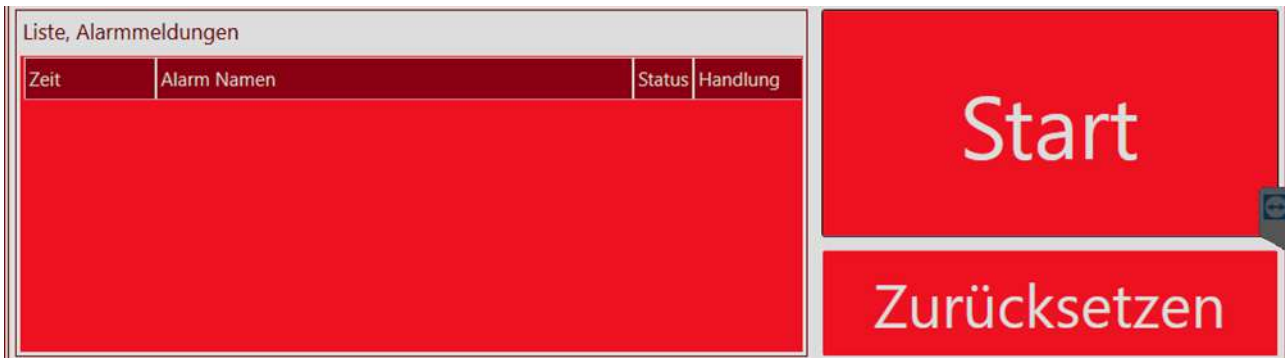 Liste, Alarmmeldungen
Zeit Alarm Namen Status Handlung
Start
Zurücksetzen